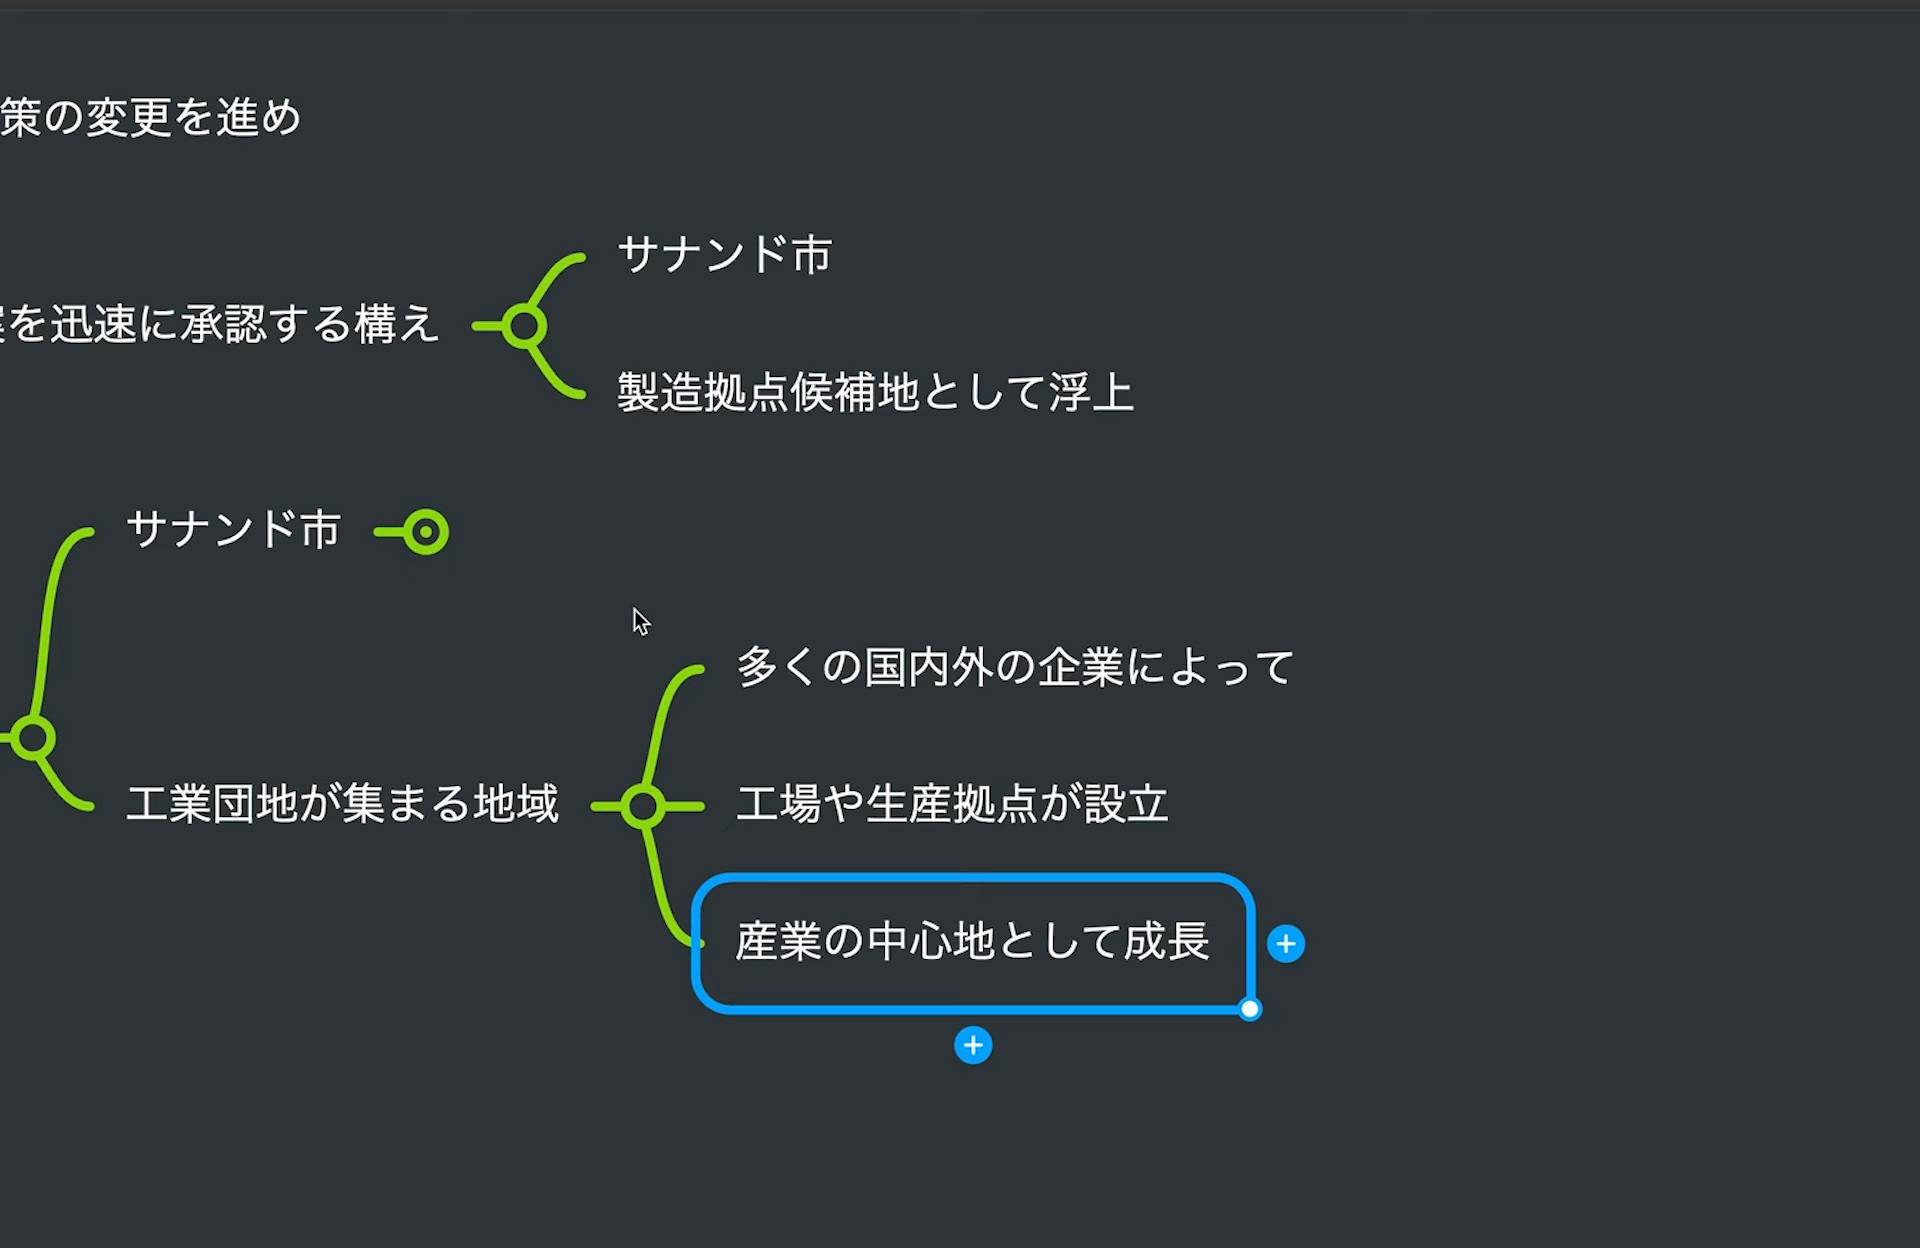 策の変更を進め
サナンド市
を迅速に承認する構え
製造拠点候補地として浮上
サナンド市
多くの国内外の企業によって
工業団地が集まる地域
工場や生産拠点が設立
産業の中心地として成長